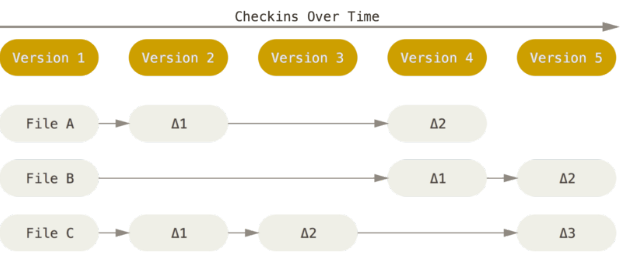 Checkins Over Time
Version 1 Version 2 Version 3 Version 4 Version 5
File A Δ1 Δ2
File B Δ1 Δ2
File C Δ1 Δ2 Δ3